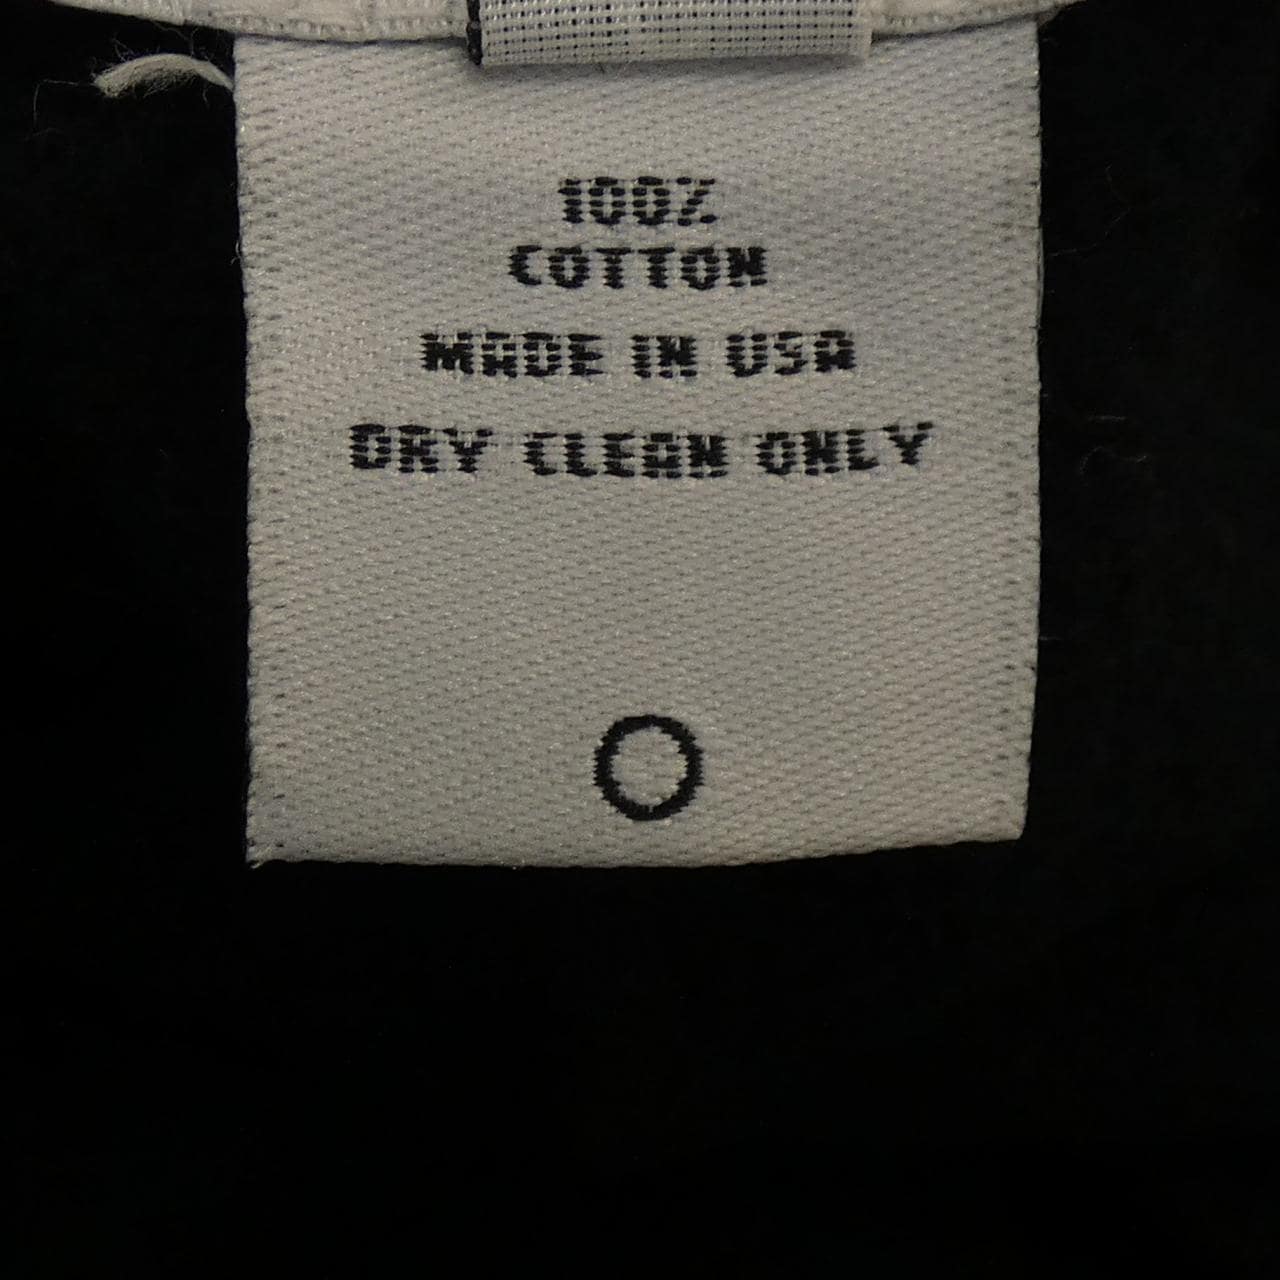 100%
COTTON
MADE IN USA
DRY CLEAN ONLY